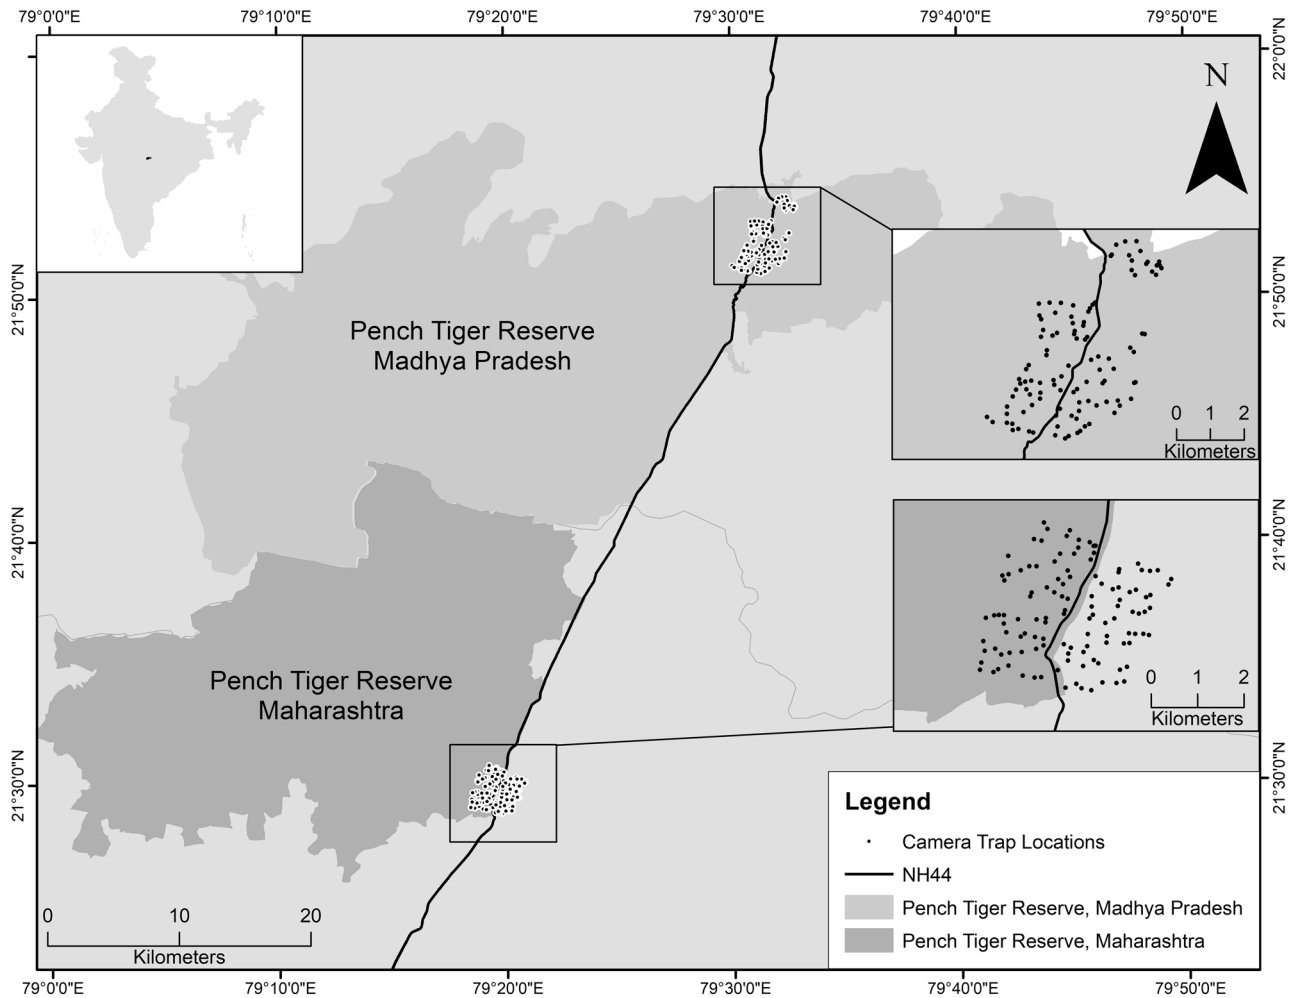 79°0'0"E 79°10'0"E 79°20'0"E 79°30'0"E 79°40'0"E 79°50'0"E
22°0'0"N
N
21°50'0"N
21°50'0"N
Pench Tiger Reserve
Madhya Pradesh
0 1 2
Kilometers
21°40'0"N
21°40'0"N
Pench Tiger Reserve
Maharashtra
0 1 2
Kilometers
21°30'0"N
21°30'0"N
Legend
Camera Trap Locations
NH44
Pench Tiger Reserve, Madhya Pradesh
Pench Tiger Reserve, Maharashtra
0 10 20
Kilometers
79°0'0"E 79°10'0"E 79°20'0"E 79°30'0"E 79°40'0"E 79°50'0"E